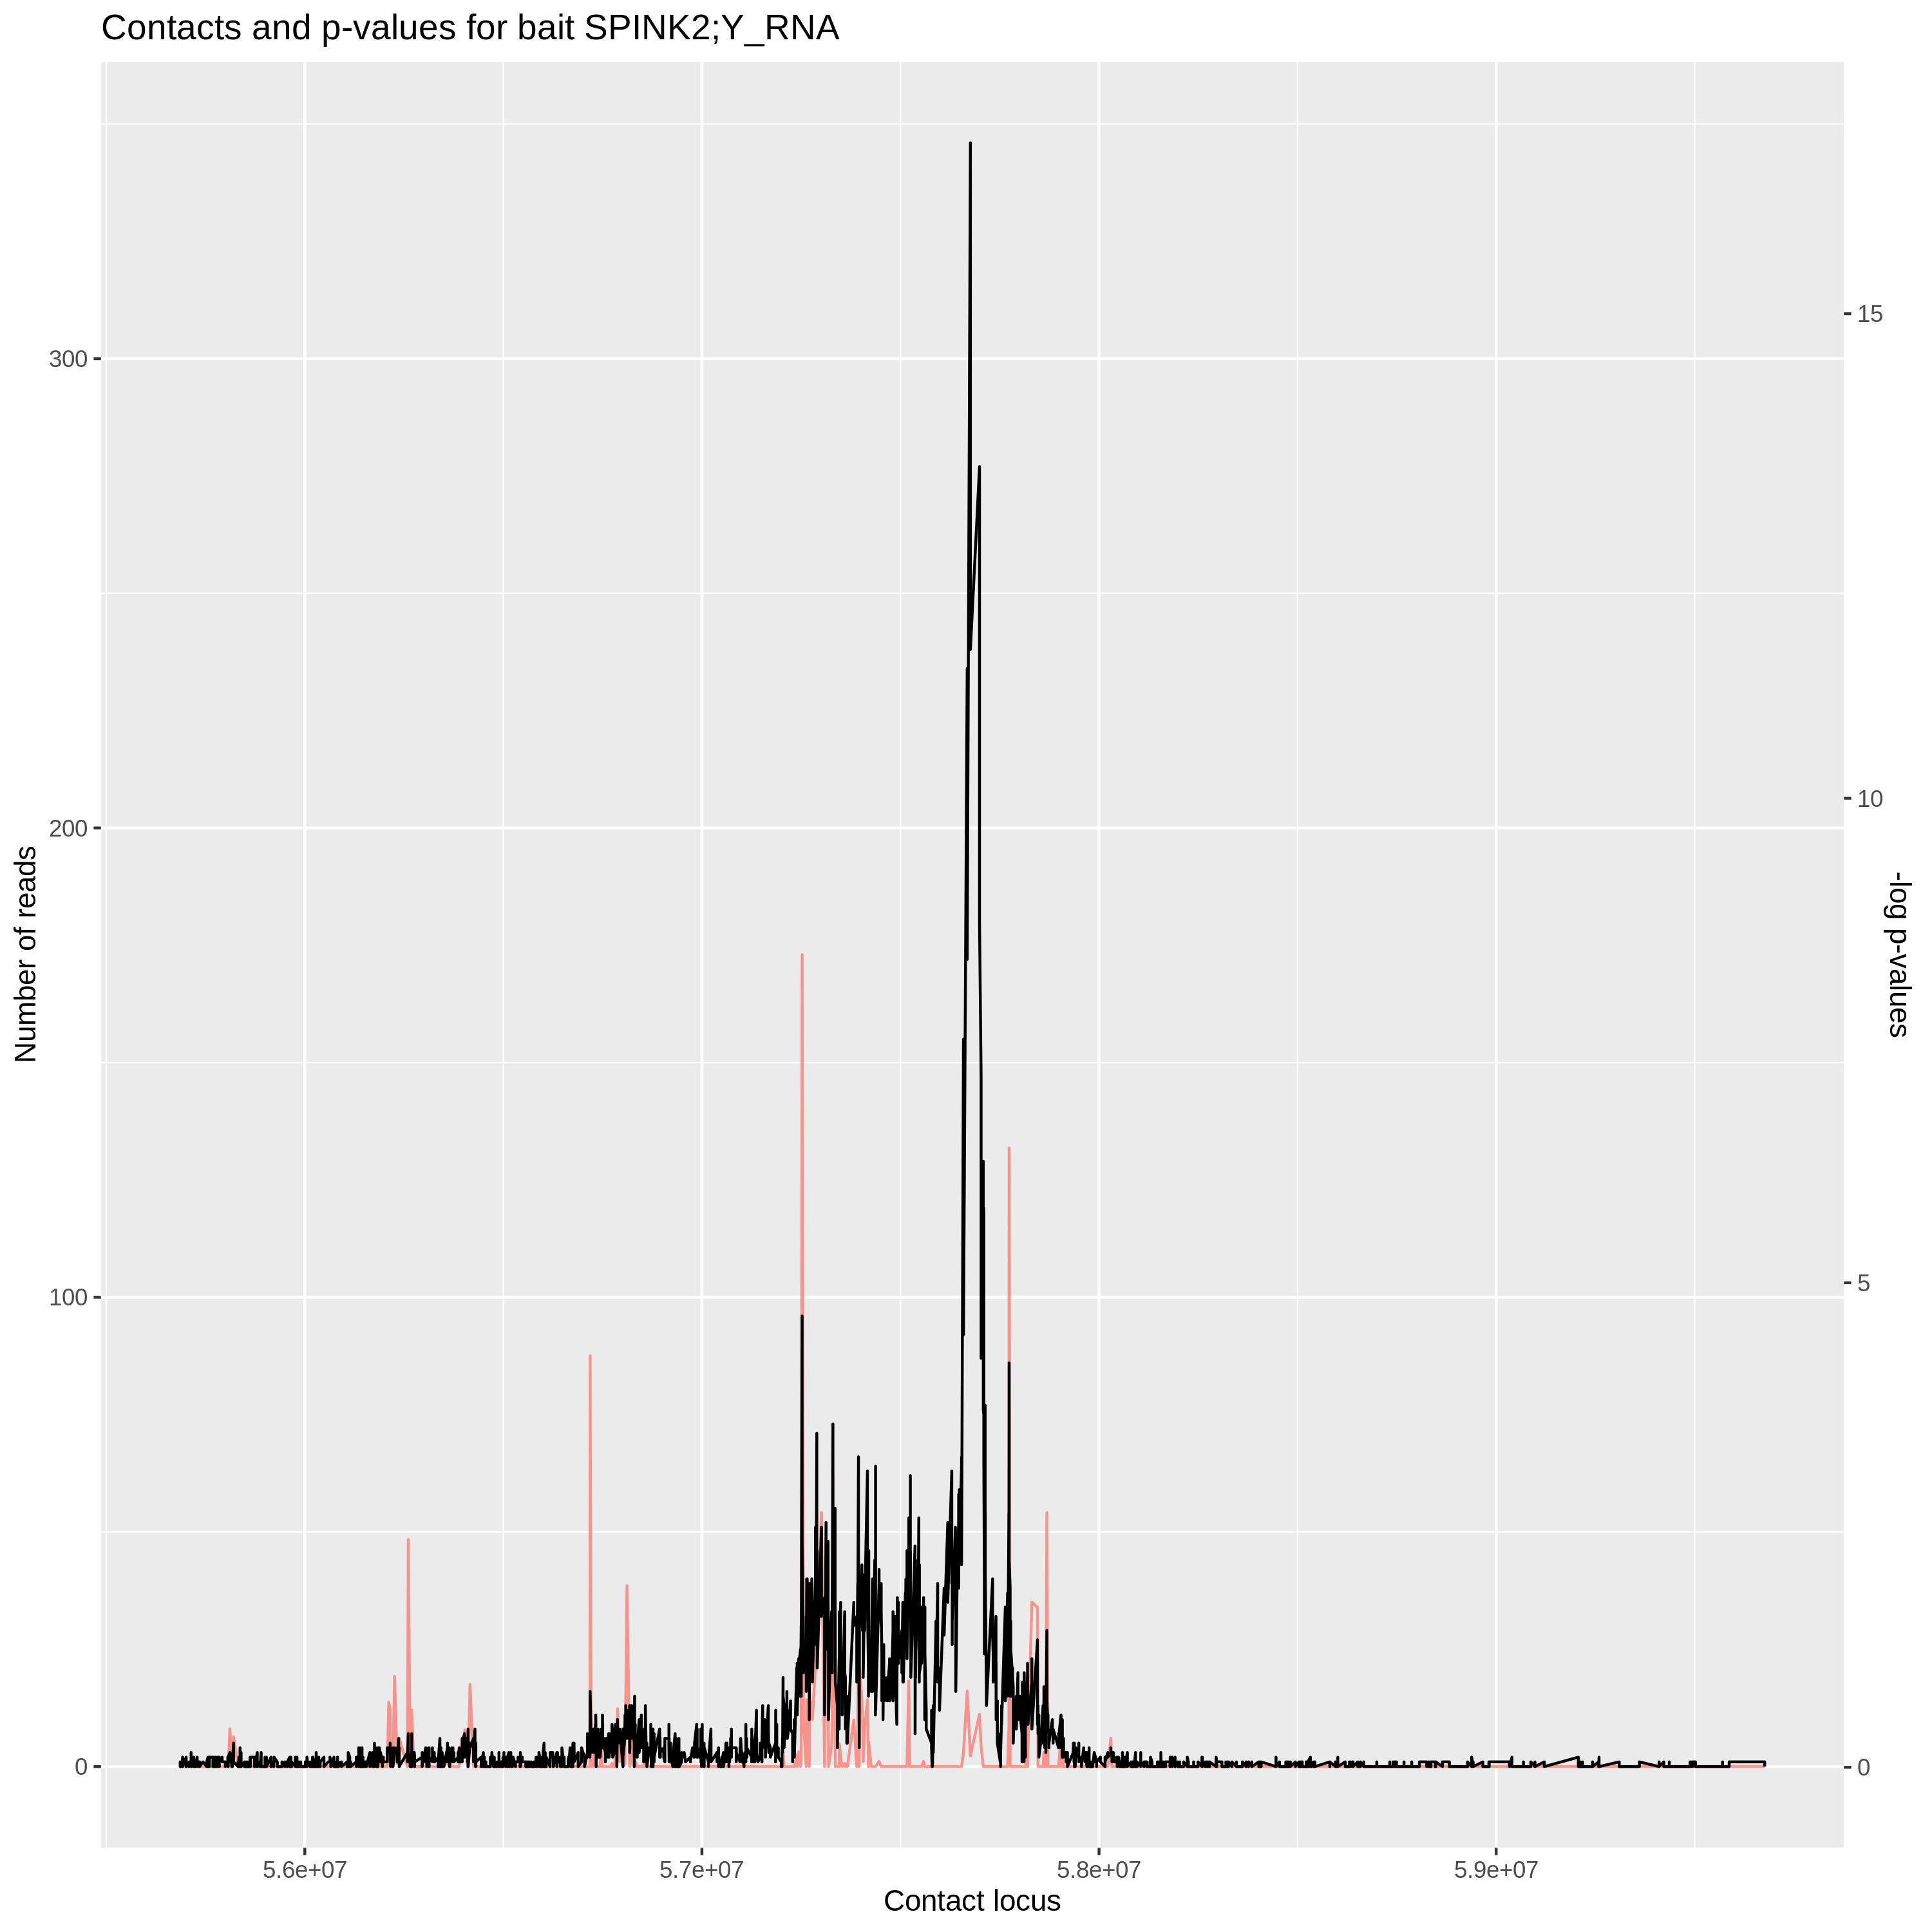 Contacts and p-values for bait SPINK2;Y_RNA
Number of reads
300
200
100
0
15
10
5
0
-log p-values
5.6e+07 5.7e+07 5.8e+07 5.9e+07
Contact locus